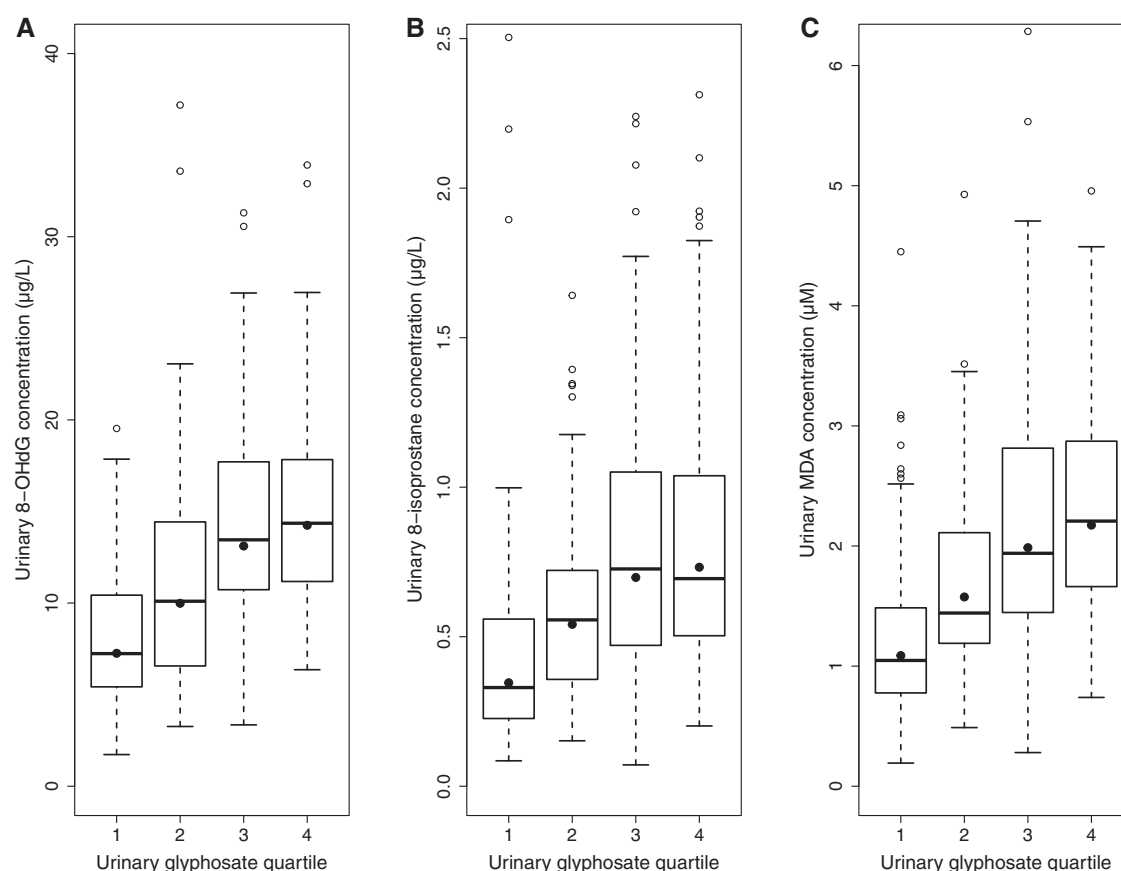 A
Urinary 8−OHdG concentration (µg/L)
40
30
20
10
0
1 2 3 4
Urinary glyphosate quartile
B
Urinary 8−isoprostane concentration (µg/L)
2.5
2.0
1.5
1.0
0.5
0.0
1 2 3 4
Urinary glyphosate quartile
C
Urinary MDA concentration (µM)
6
5
4
3
2
1
0
1 2 3 4
Urinary glyphosate quartile